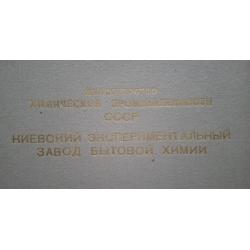 МИНИСТЕРСТВО
ХИМИЧЕСКОЙ ПРОМЫШЛЕННОСТИ
СССР
КИЕВСКИЙ ЭКСПЕРИМЕНТАЛЬНЫЙ
ЗАВОД БЫТОВОЙ ХИМИИ